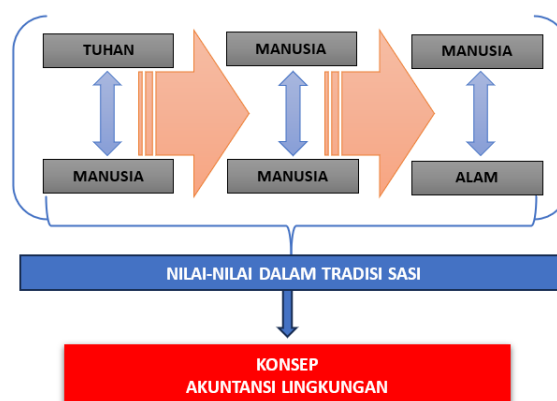 TUHAN
MANUSIA
MANUSIA
MANUSIA
MANUSIA
ALAM
NILAI-NILAI DALAM TRADISI SASI
KONSEP
AKUNTANSI LINGKUNGAN